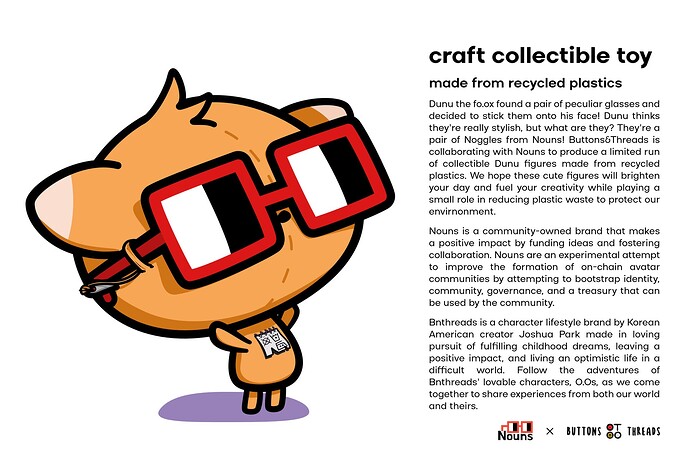 craft collectible toy
made from recycled plastics
Dunu the fo.ox found a pair of peculiar glasses and
decided to stick them onto his face! Dunu thinks
they're really stylish, but what are they? They're a
pair of Noggles from Nouns! Buttons&Threads is
collaborating with Nouns to produce a limited run
of collectible Dunu figures made from recycled
plastics. We hope these cute figures will brighten
your day and fuel your creativity while playing a
small role in reducing plastic waste to protect our
envirnonment.
Nouns is a community-owned brand that makes
a positive impact by funding ideas and fostering
collaboration. Nouns are an experimental attempt
to improve the formation of on-chain avatar
communities by attempting to bootstrap identity,
community, governance, and a treasury that can
be used by the community.
Bnthreads is a character lifestyle brand by Korean
American creator Joshua Park made in loving
pursuit of fulfilling childhood dreams, leaving a
positive impact, and living an optimistic life in a
difficult world. Follow the adventures of
Bnthreads' lovable characters, O.Os, as we come
together to share experiences from both our world
and theirs.
Nouns × BUTTONS THREADS